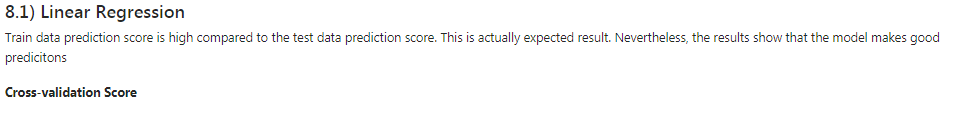 8.1) Linear Regression
Train data prediction score is high compared to the test data prediction score. This is actually expected result. Nevertheless, the results show that the model makes good
predicitons
Cross-validation Score